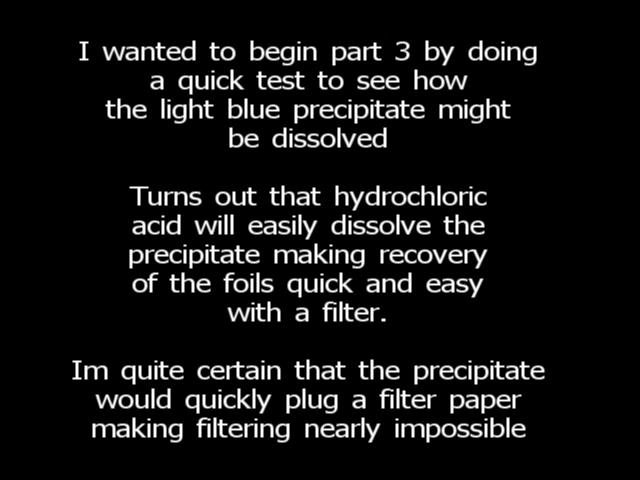 I wanted to begin part 3 by doing
a quick test to see how
the light blue precipitate might
be dissolved
Turns out that hydrochloric
acid will easily dissolve the
precipitate making recovery
of the foils quick and easy
with a filter.
Im quite certain that the precipitate
would quickly plug a filter paper
making filtering nearly impossible